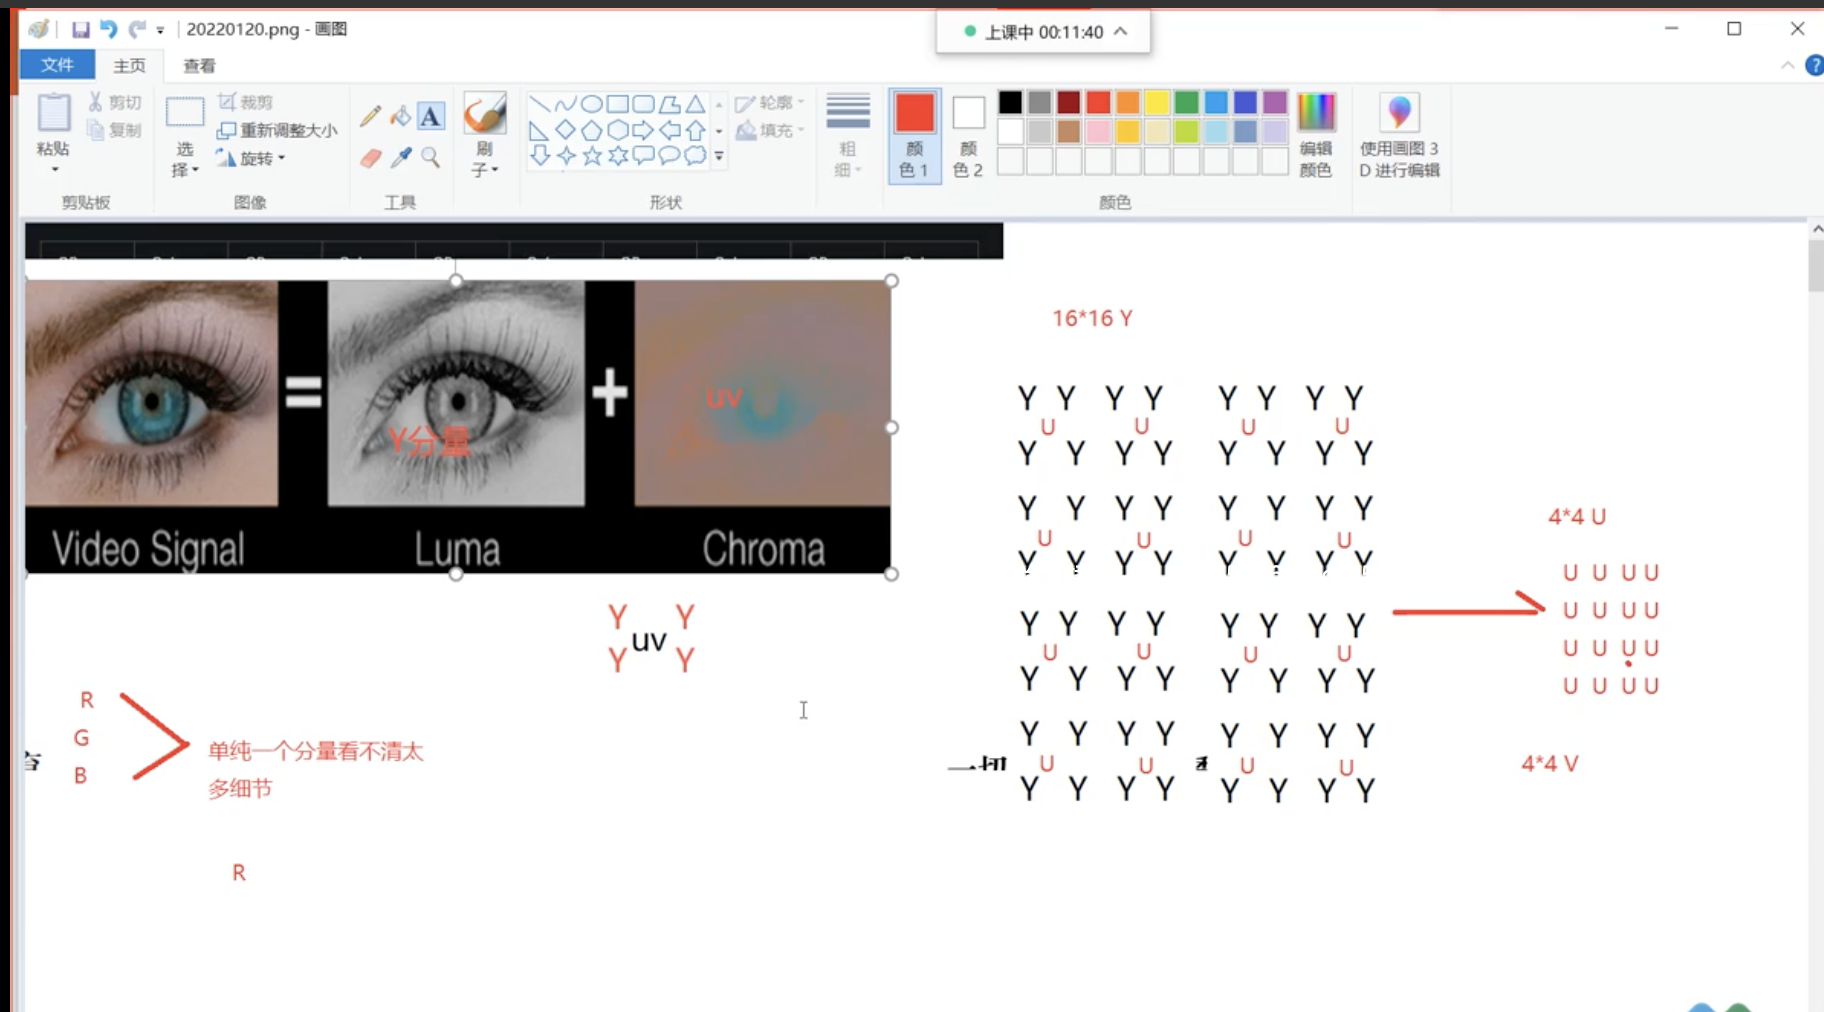 20220120.png - 画图
上课中 00:11:40
文件 主页 查看
粘贴
剪切
复制
剪贴板
选择
裁剪
重新调整大小
旋转
图像
A
工具
刷子
形状
轮廓
填充
粗细
颜色 1
颜色 2
编辑颜色
颜色
使用画图 3D 进行编辑
Y分量
uv
Video Signal
Luma
Chroma
16*16 Y
Y Y Y Y Y Y Y Y
U U U U
Y Y Y Y Y Y Y Y
Y Y Y Y Y Y Y Y
U U U U
Y Y Y Y Y Y Y Y
Y Y Y Y Y Y Y Y
U U U U
Y Y Y Y Y Y Y Y
Y Y Y Y Y Y Y Y
U U U U
Y Y Y Y Y Y Y Y
4*4 U
U U U U
U U U U
U U U U
U U U U
4*4 V
Y Y
uv
Y Y
R
G
B
单纯一个分量看不清太
多细节
R